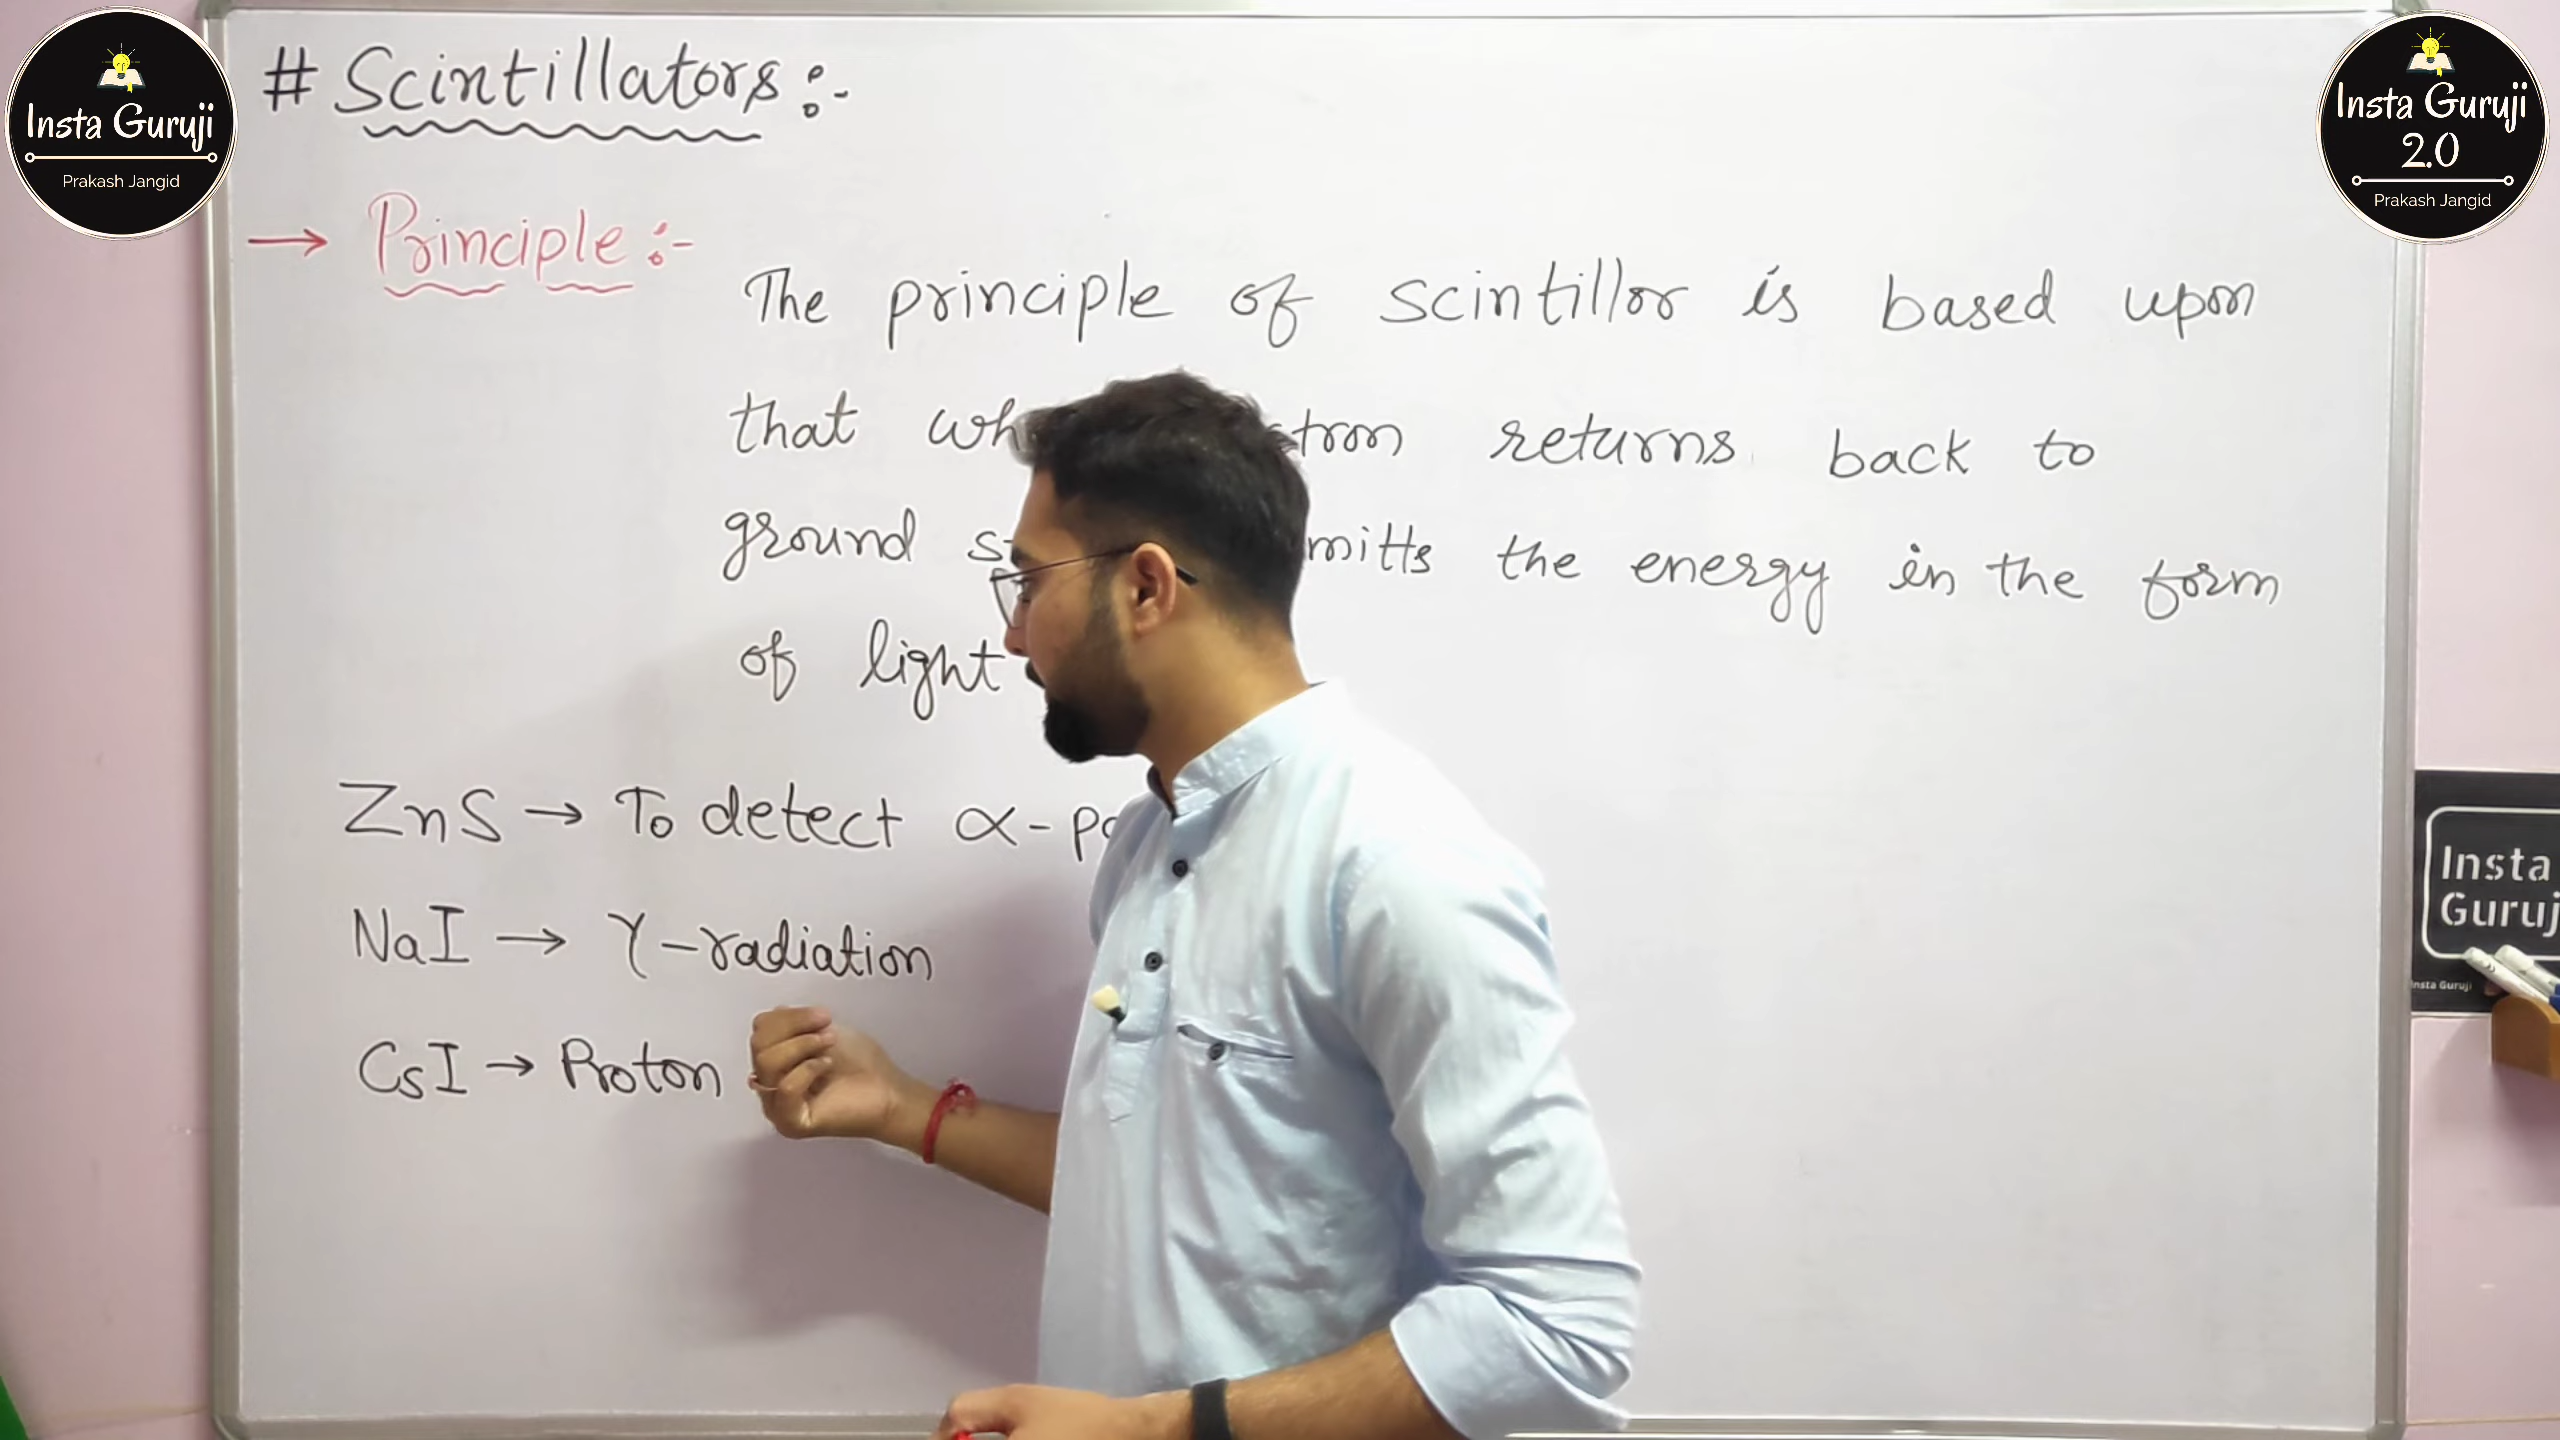 Insta Guruji
Prakash Jangid
Insta Guruji
2.0
Prakash Jangid
# Scintillators :-
→ Principle :-
The principle of scintillor is based upon
that returns back to
ground mitts the energy in the form
of light
ZnS → To detect α-
NaI → γ-radiation
CsI → Proton
Insta
Guruj
Insta Guruji